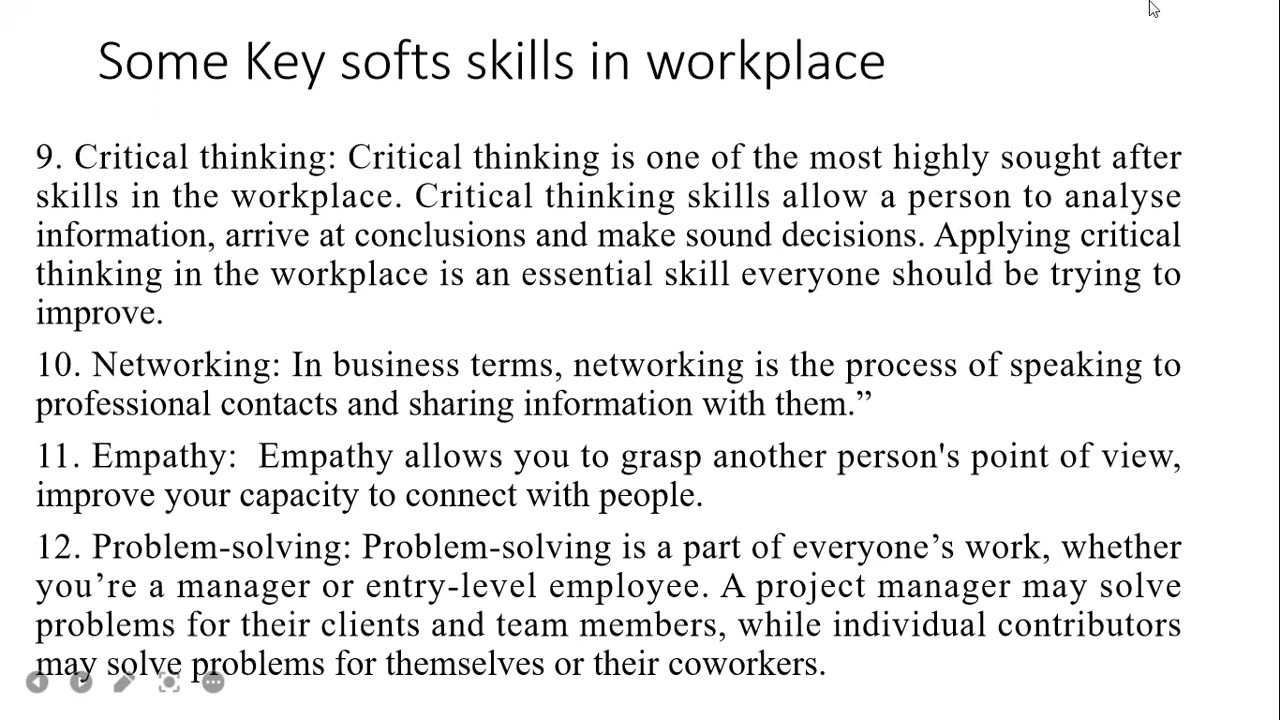 Some Key softs skills in workplace
9. Critical thinking: Critical thinking is one of the most highly sought after
skills in the workplace. Critical thinking skills allow a person to analyse
information, arrive at conclusions and make sound decisions. Applying critical
thinking in the workplace is an essential skill everyone should be trying to
improve.
10. Networking: In business terms, networking is the process of speaking to
professional contacts and sharing information with them.”
11. Empathy:  Empathy allows you to grasp another person's point of view,
improve your capacity to connect with people.
12. Problem-solving: Problem-solving is a part of everyone’s work, whether
you’re a manager or entry-level employee. A project manager may solve
problems for their clients and team members, while individual contributors
may solve problems for themselves or their coworkers.